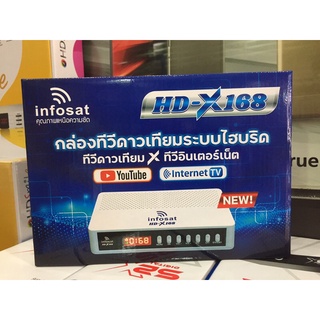 infosat
คุณภาพเหนือความชัด
HD-X168
กล่องทีวีดาวเทียมระบบไฮบริด
ทีวีดาวเทียม X ทีวีอินเตอร์เน็ต
YouTube
Internet TV
NEW!
infosat
HD-X168
infosat
0168
rue